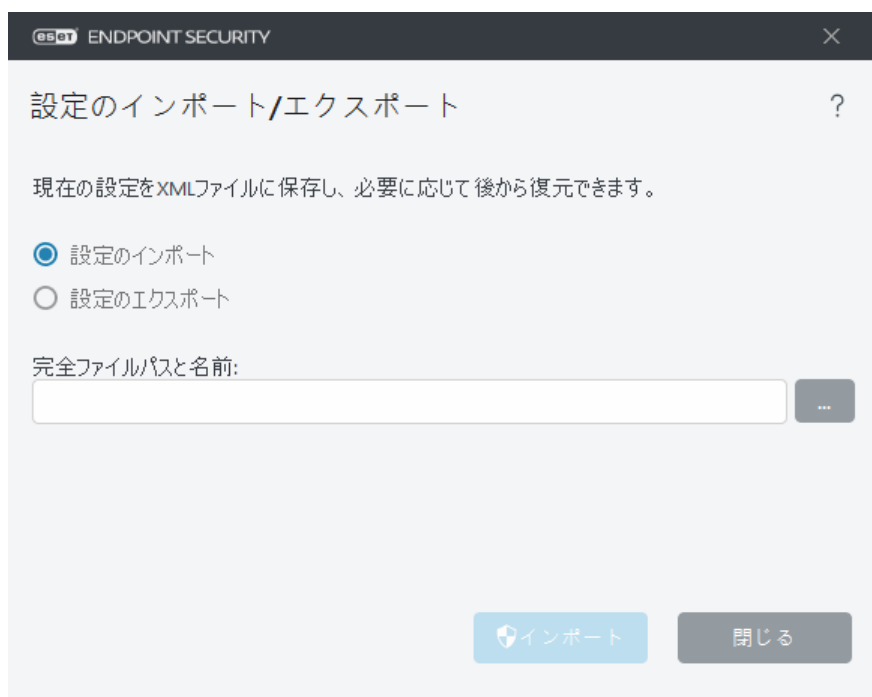 eseT ENDPOINT SECURITY
設定のインポート/エクスポート
?
現在の設定をXMLファイルに保存し、必要に応じて後から復元できます。
設定のインポート
設定のエクスポート
完全ファイルパスと名前:
...
インポート
閉じる